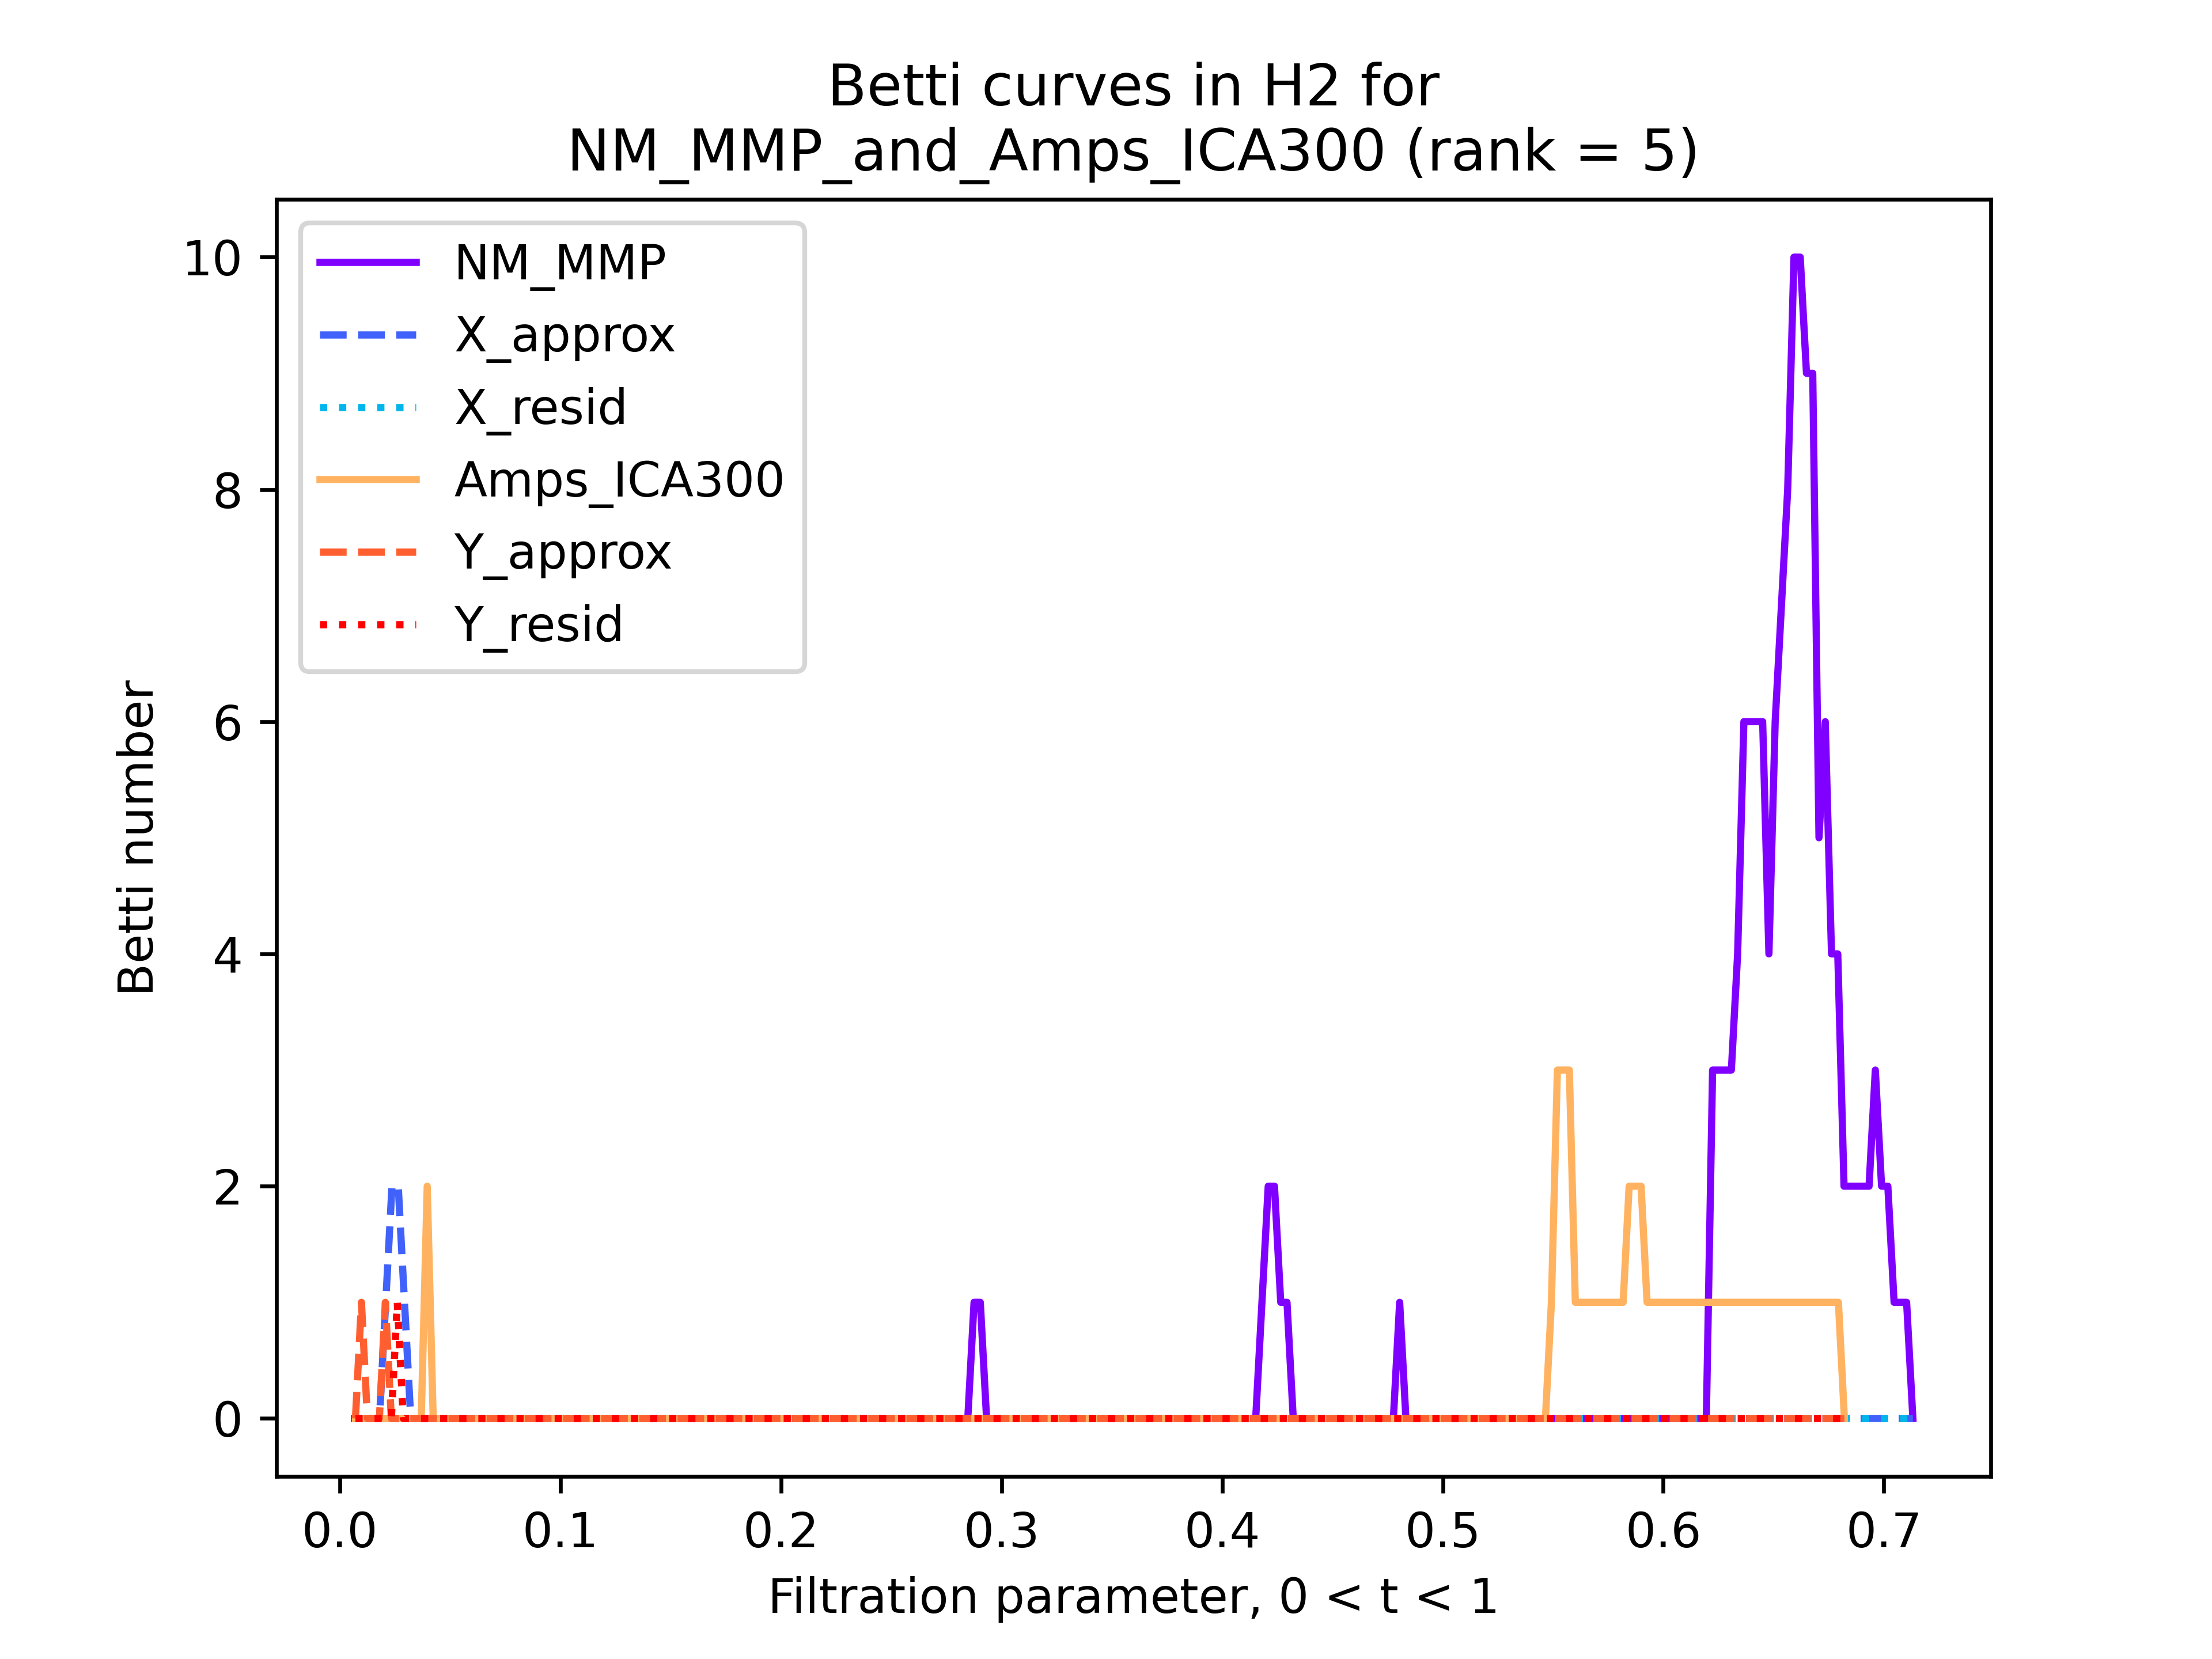 Betti curves in H2 for
NM_MMP_and_Amps_ICA300 (rank = 5)
NM_MMP
X_approx
X_resid
Amps_ICA300
Y_approx
Y_resid
10
8
6
4
2
0
Betti number
0.0 0.1 0.2 0.3 0.4 0.5 0.6 0.7
Filtration parameter, 0 < t < 1